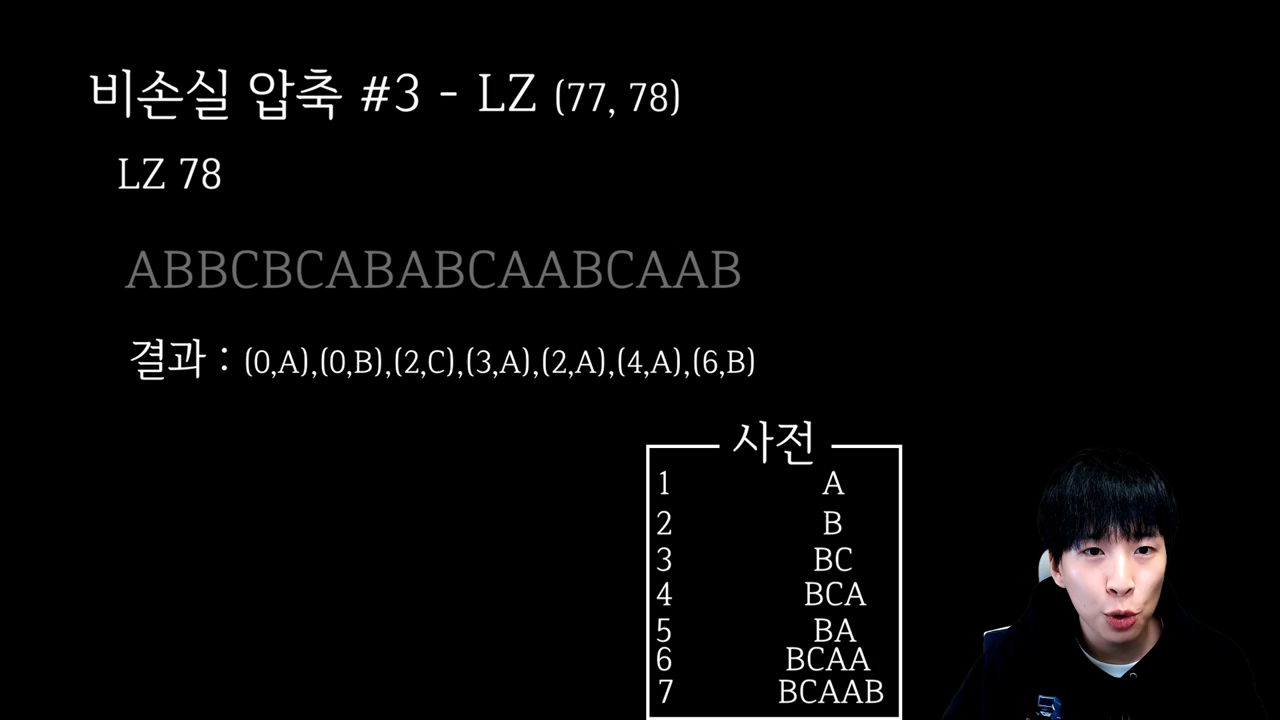 비손실 압축 #3 - LZ (77, 78)
LZ 78
ABBCBCABABCAABCAAB
결과 : (0,A),(0,B),(2,C),(3,A),(2,A),(4,A),(6,B)
사전
1 A
2 B
3 BC
4 BCA
5 BA
6 BCAA
7 BCAAB